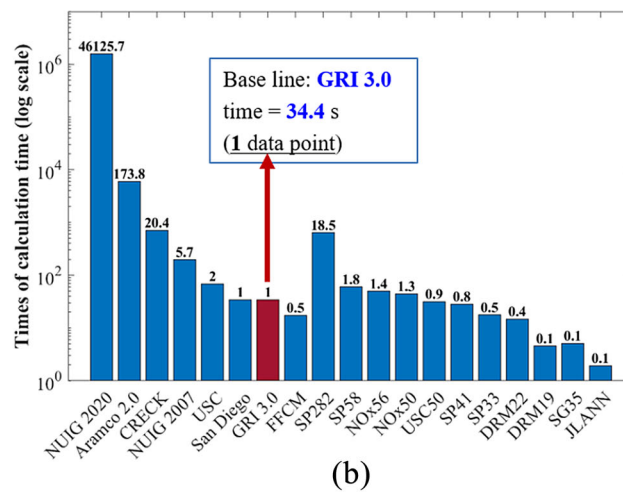 46125.7
10^6
10^4
10^2
10^0
Times of calculation time (log scale)
Base line: GRI 3.0
time = 34.4 s
(1 data point)
173.8
20.4
5.7
2
1
1
0.5
18.5
1.8
1.4
1.3
0.9
0.8
0.5
0.4
0.1
0.1
0.1
NUIG 2020
Aramco 2.0
CRECK
NUIG 2007
USC
San Diego
GRI 3.0
FFCM
SP282
SP58
NOx56
NOx50
USC50
SP41
SP33
DRM22
DRM19
SG35
JLANN
(b)